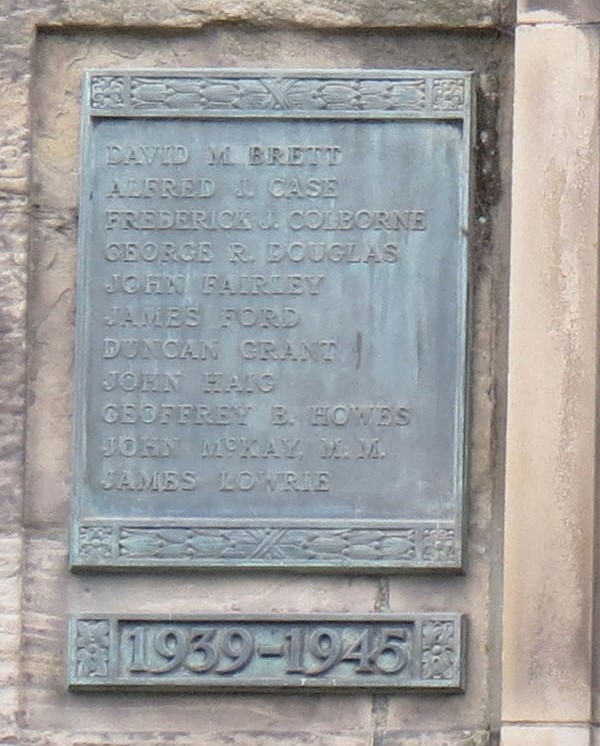 DAVID M. BRETT
ALFRED J. CASE
FREDERICK J. COLBORNE
GEORGE R. DOUGLAS
JOHN FAIRLEY
JAMES FORD
DUNCAN GRANT
JOHN HAIG
GEOFFREY B. HOWES
JOHN McKAY, M.M.
JAMES LOWRIE
1939-1945